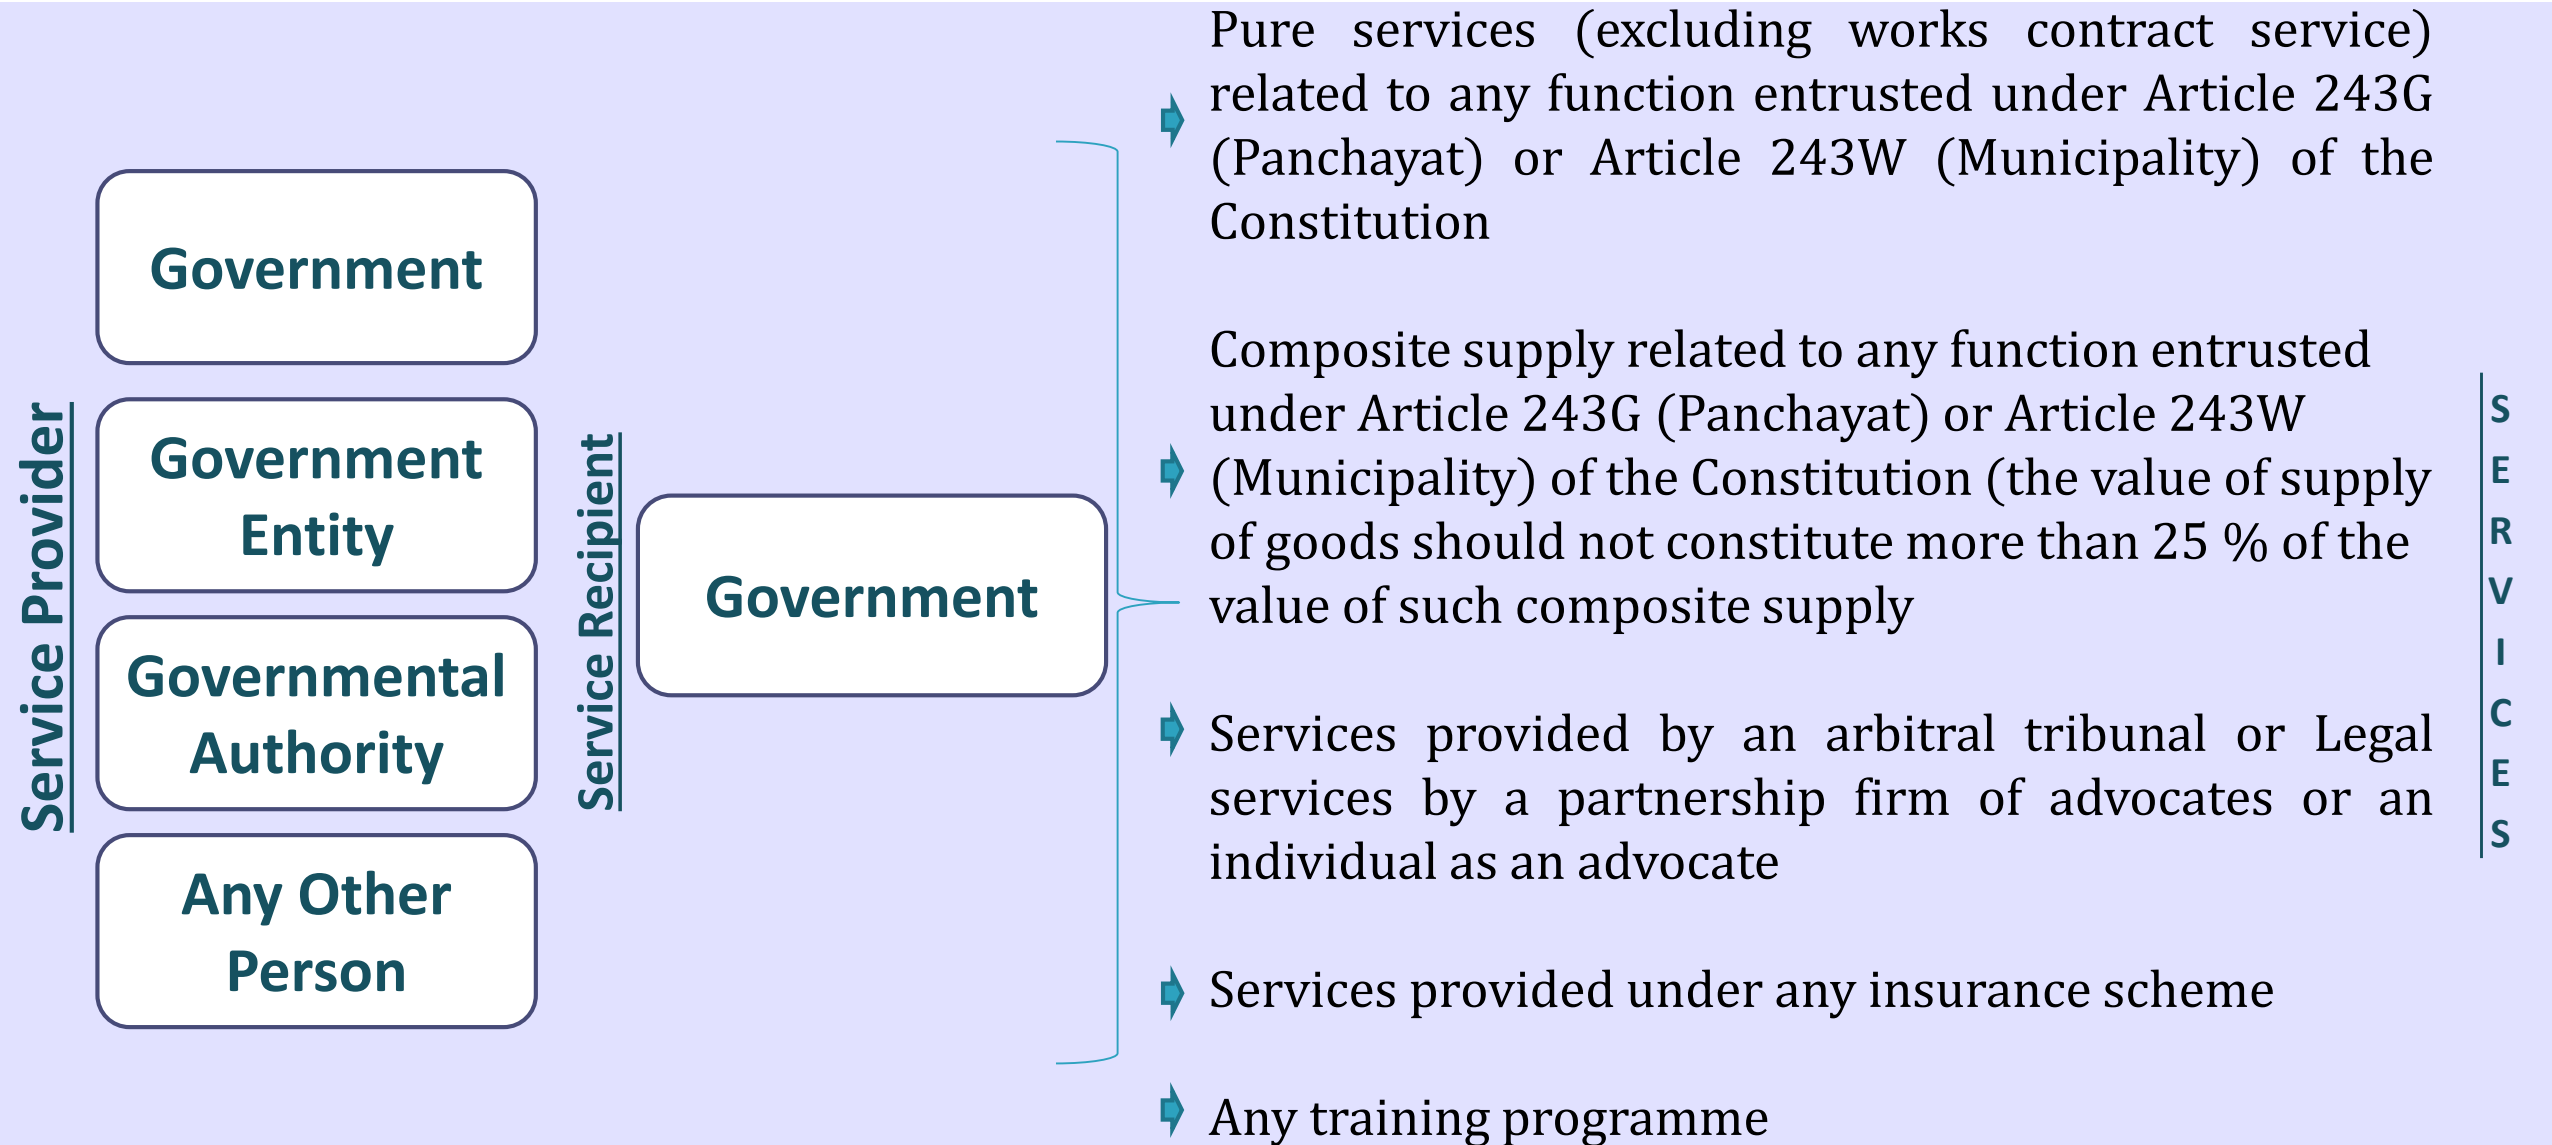 Service Provider
Government
Government
Entity
Governmental
Authority
Any Other
Person
Service Recipient
Government
Pure services (excluding works contract service)
related to any function entrusted under Article 243G
(Panchayat) or Article 243W (Municipality) of the
Constitution
Composite supply related to any function entrusted
under Article 243G (Panchayat) or Article 243W
(Municipality) of the Constitution (the value of supply
of goods should not constitute more than 25 % of the
value of such composite supply
Services provided by an arbitral tribunal or Legal
services by a partnership firm of advocates or an
individual as an advocate
Services provided under any insurance scheme
Any training programme
SERVICES